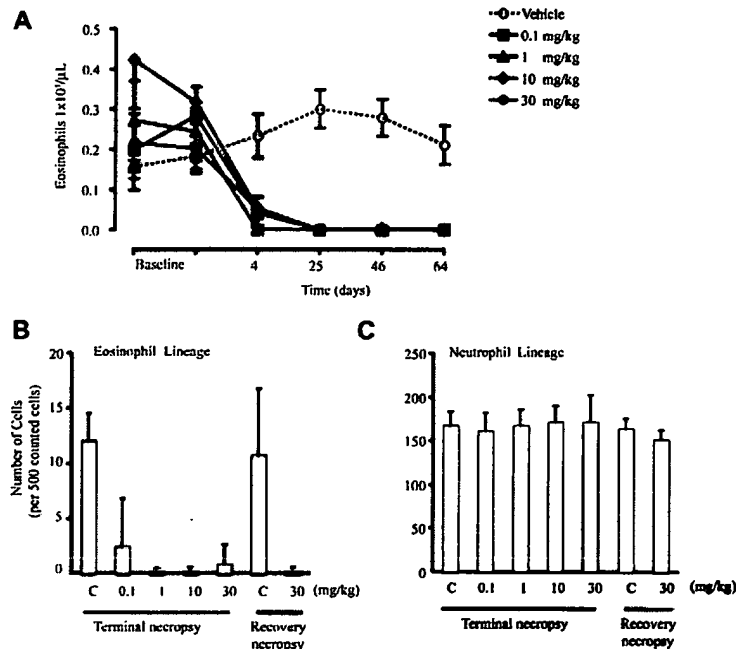 A
Vehicle
0.1 mg/kg
1 mg/kg
10 mg/kg
30 mg/kg
Eosinophils 1x10³/µL
0.5
0.4
0.3
0.2
0.1
0.0
Baseline 4 25 46 64
Time (days)
B
Eosinophil Lineage
Number of Cells
(per 500 counted cells)
20
15
10
5
0
C 0.1 1 10 30 C 30 (mg/kg)
Terminal necropsy
Recovery
necropsy
C
Neutrophil Lineage
250
200
150
100
50
0
C 0.1 1 10 30 C 30 (mg/kg)
Terminal necropsy
Recovery
necropsy